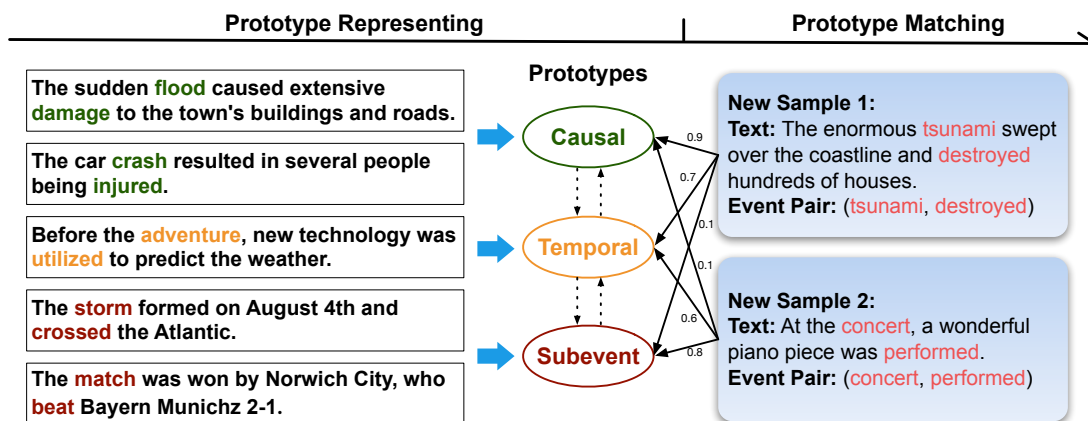 Prototype Representing
Prototype Matching
The sudden flood caused extensive
damage to the town's buildings and roads.
The car crash resulted in several people
being injured.
Before the adventure, new technology was
utilized to predict the weather.
The storm formed on August 4th and
crossed the Atlantic.
The match was won by Norwich City, who
beat Bayern Munichz 2-1.
Prototypes
Causal
Temporal
Subevent
0.9
0.7
0.1
0.1
0.6
0.8
New Sample 1:
Text: The enormous tsunami swept
over the coastline and destroyed
hundreds of houses.
Event Pair: (tsunami, destroyed)
New Sample 2:
Text: At the concert, a wonderful
piano piece was performed.
Event Pair: (concert, performed)